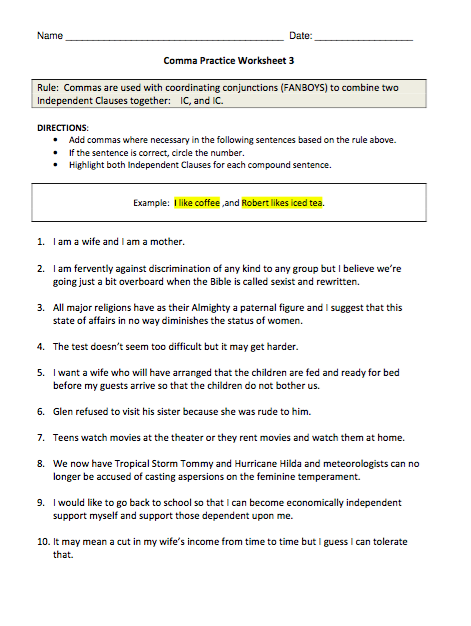 Name ________________________________________ Date: __________________
Comma Practice Worksheet 3
Rule: Commas are used with coordinating conjunctions (FANBOYS) to combine two
Independent Clauses together: IC, and IC.
DIRECTIONS:
• Add commas where necessary in the following sentences based on the rule above.
• If the sentence is correct, circle the number.
• Highlight both Independent Clauses for each compound sentence.
Example: I like coffee ,and Robert likes iced tea.
1. I am a wife and I am a mother.
2. I am fervently against discrimination of any kind to any group but I believe we’re
going just a bit overboard when the Bible is called sexist and rewritten.
3. All major religions have as their Almighty a paternal figure and I suggest that this
state of affairs in no way diminishes the status of women.
4. The test doesn’t seem too difficult but it may get harder.
5. I want a wife who will have arranged that the children are fed and ready for bed
before my guests arrive so that the children do not bother us.
6. Glen refused to visit his sister because she was rude to him.
7. Teens watch movies at the theater or they rent movies and watch them at home.
8. We now have Tropical Storm Tommy and Hurricane Hilda and meteorologists can no
longer be accused of casting aspersions on the feminine temperament.
9. I would like to go back to school so that I can become economically independent
support myself and support those dependent upon me.
10. It may mean a cut in my wife’s income from time to time but I guess I can tolerate
that.